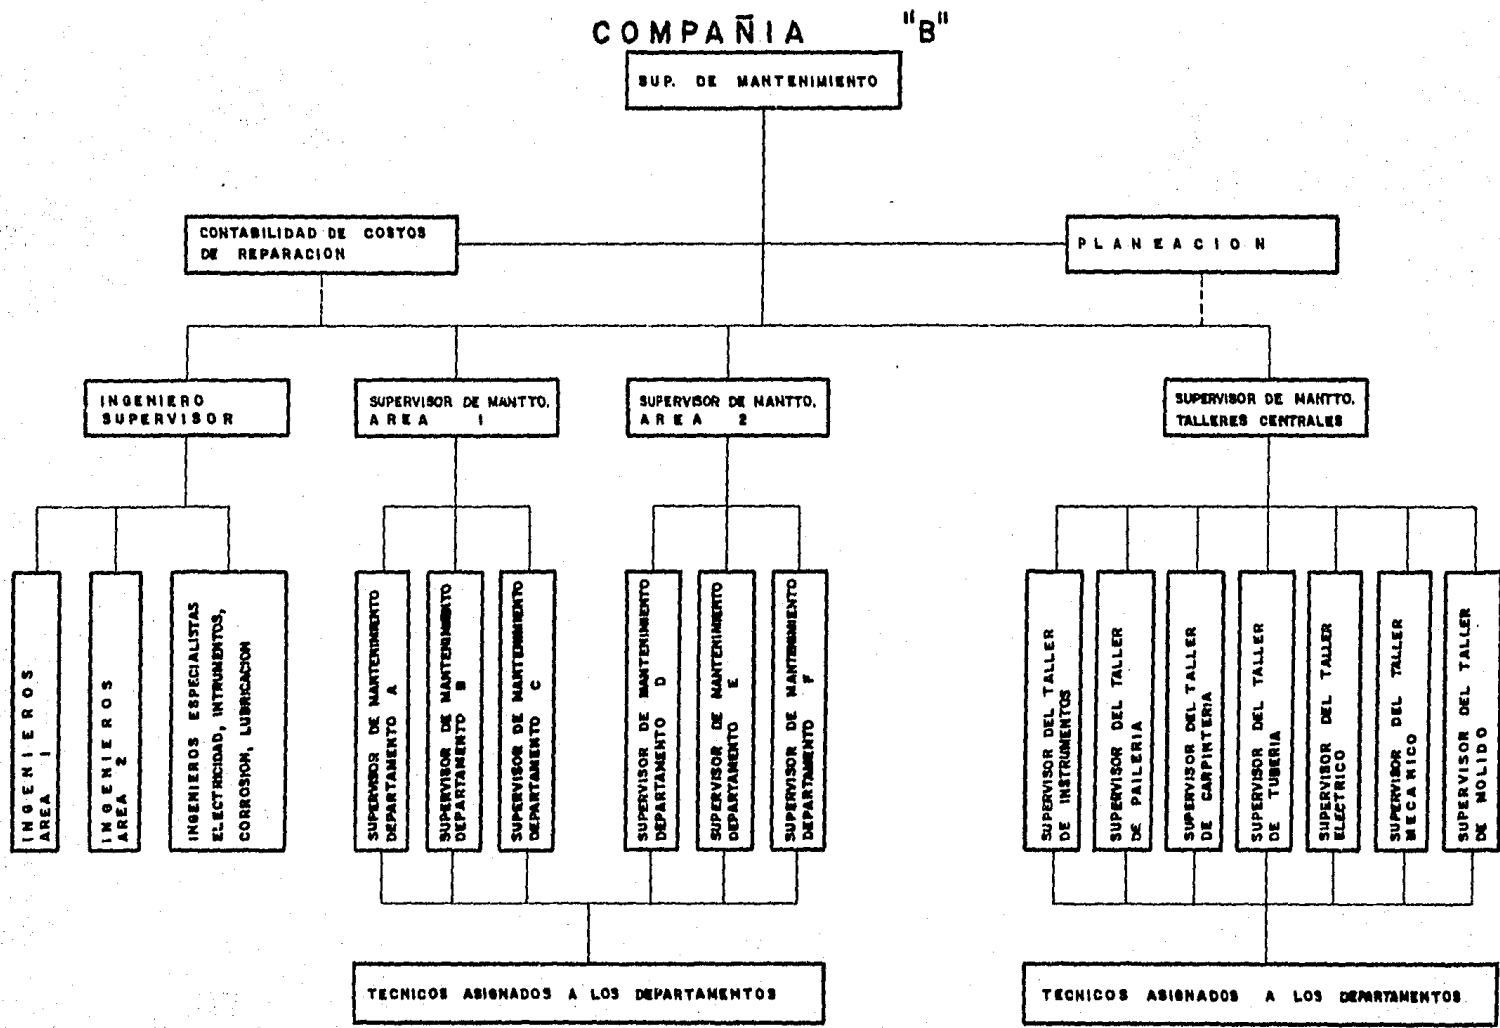 COMPAÑIA "B"
SUP. DE MANTENIMIENTO
CONTABILIDAD DE COSTOS
DE REPARACION
PLANEACION
INGENIERO
SUPERVISOR
SUPERVISOR DE MANTTO.
AREA 1
SUPERVISOR DE MANTTO.
AREA 2
SUPERVISOR DE MANTTO.
TALLERES CENTRALES
INGENIEROS
AREA 1
INGENIEROS
AREA 2
INGENIEROS ESPECIALISTAS
ELECTRICIDAD, INTRUMENTOS,
CORROSION, LUBRICACION
SUPERVISOR DE MANTENIMIENTO
DEPARTAMENTO A
SUPERVISOR DE MANTENIMIENTO
DEPARTAMENTO B
SUPERVISOR DE MANTENIMIENTO
DEPARTAMENTO C
SUPERVISOR DE MANTENIMIENTO
DEPARTAMENTO D
SUPERVISOR DE MANTENIMIENTO
DEPARTAMENTO E
SUPERVISOR DE MANTENIMIENTO
DEPARTAMENTO F
SUPERVISOR DEL TALLER
DE INSTRUMENTOS
SUPERVISOR DEL TALLER
DE PAILERIA
SUPERVISOR DEL TALLER
DE CARPINTERIA
SUPERVISOR DEL TALLER
DE TUBERIA
SUPERVISOR DEL TALLER
ELECTRICO
SUPERVISOR DEL TALLER
MECANICO
SUPERVISOR DEL TALLER
DE MOLIDO
TECNICOS ASIGNADOS A LOS DEPARTAMENTOS
TECNICOS ASIGNADOS A LOS DEPARTAMENTOS